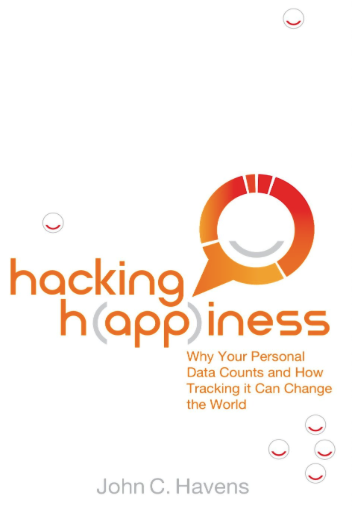 hacking
h(app)iness
Why Your Personal
Data Counts and How
Tracking it Can Change
the World
John C. Havens